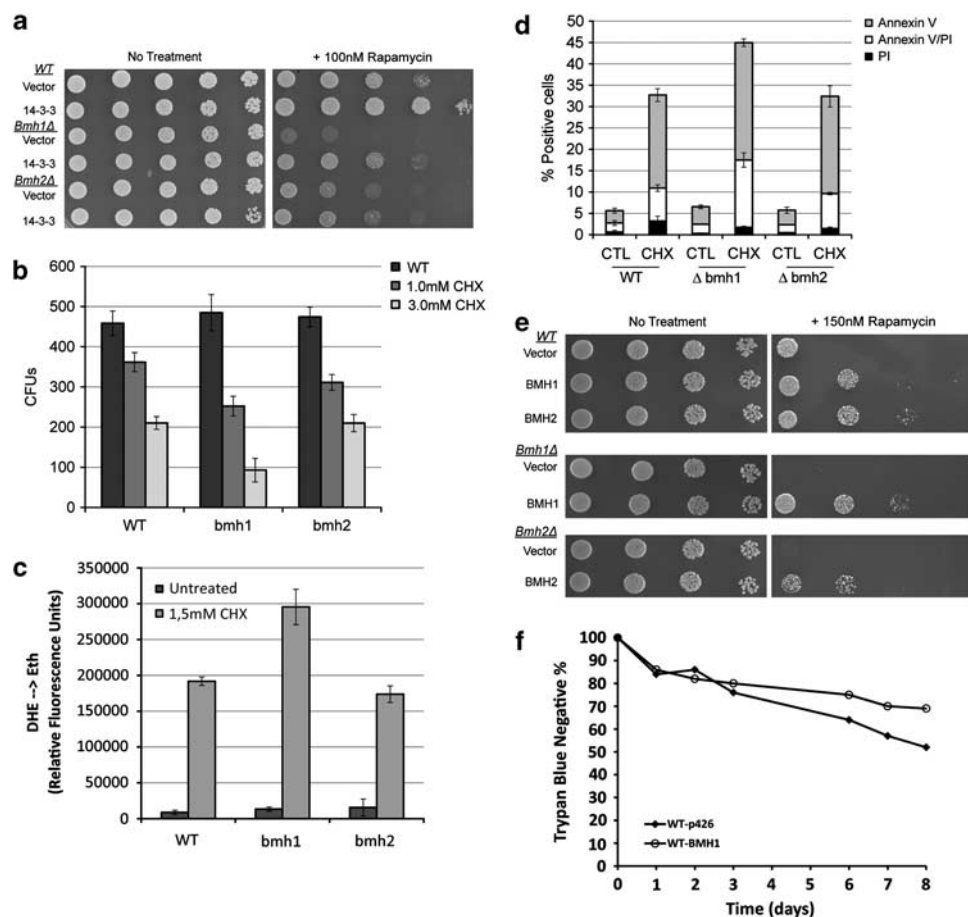 a
No Treatment
+ 100nM Rapamycin
WT
Vector
14-3-3
Bmh1Δ
Vector
14-3-3
Bmh2Δ
Vector
14-3-3
b
600
500
400
300
200
100
0
CFUs
WT
1.0mM CHX
3.0mM CHX
WT
bmh1
bmh2
c
350000
300000
250000
200000
150000
100000
50000
0
DHE --> Eth
(Relative Fluorescence Units)
Untreated
1,5mM CHX
WT
bmh1
bmh2
d
50
45
40
35
30
25
20
15
10
5
0
% Positive cells
Annexin V
Annexin V/PI
PI
CTL CHX CTL CHX CTL CHX
WT Δ bmh1 Δ bmh2
e
No Treatment
+ 150nM Rapamycin
WT
Vector
BMH1
BMH2
Bmh1Δ
Vector
BMH1
Bmh2Δ
Vector
BMH2
f
100
90
80
70
60
50
40
30
20
10
0
Trypan Blue Negative %
WT-p426
WT-BMH1
0 1 2 3 4 5 6 7 8
Time (days)